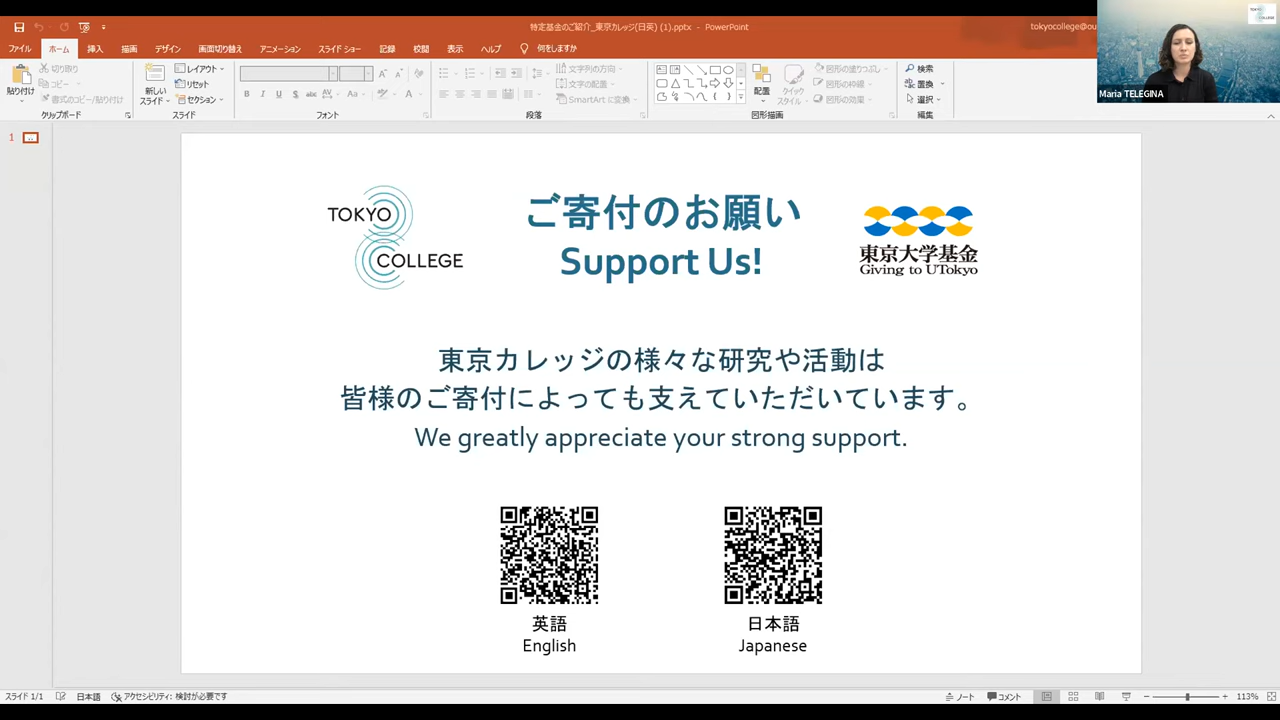 特定基金のご紹介_東京カレッジ(日英) (1).pptx - PowerPoint
tokyocollege@ou
TOKYO
COLLEGE
ファイル ホーム 挿入 描画 デザイン 画面切り替え アニメーション スライド ショー 記録 校閲 表示 ヘルプ 何をしますか
貼り付け
切り取り
コピー
書式のコピー/貼り付け
クリップボード
新しい
スライド
レイアウト
リセット
セクション
スライド
B I U S abc AV Aa A
フォント
文字列の方向
文字の配置
SmartArt に変換
段落
配置
クイック
スタイル
図形の塗りつぶし
図形の枠線
図形の効果
図形描画
検索
置換
選択
編集
Maria TELEGINA
1
TOKYO
COLLEGE
ご寄付のお願い
Support Us!
東京大学基金
Giving to UTokyo
東京カレッジの様々な研究や活動は
皆様のご寄付によっても支えていただいています。
We greatly appreciate your strong support.
英語
English
日本語
Japanese
スライド 1/1 日本語 アクセシビリティ: 検討が必要です ノート コメント 113%